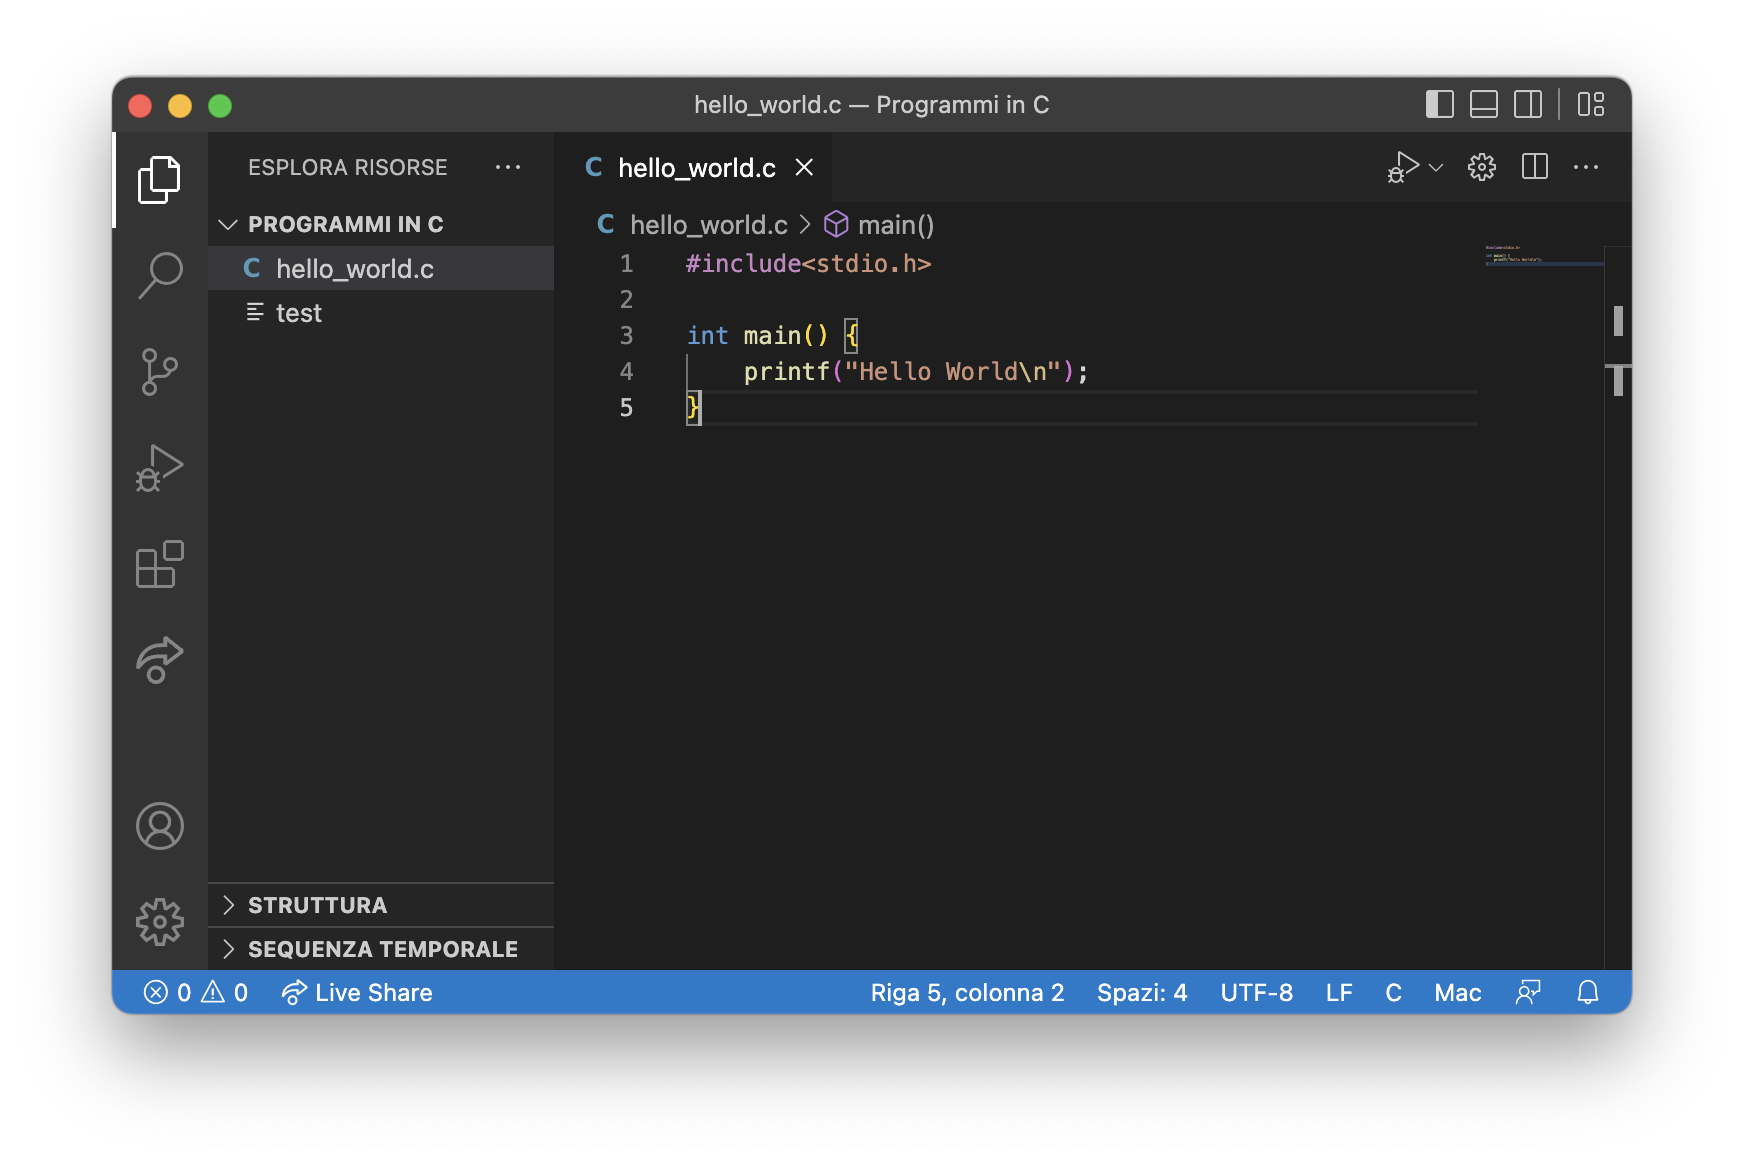 hello_world.c — Programmi in C
ESPLORA RISORSE
PROGRAMMI IN C
C hello_world.c
test
STRUTTURA
SEQUENZA TEMPORALE
C hello_world.c
C hello_world.c > main()
1 #include<stdio.h>
2
3 int main() {
4 printf("Hello World\n");
5 }
0 0 Live Share Riga 5, colonna 2 Spazi: 4 UTF-8 LF C Mac